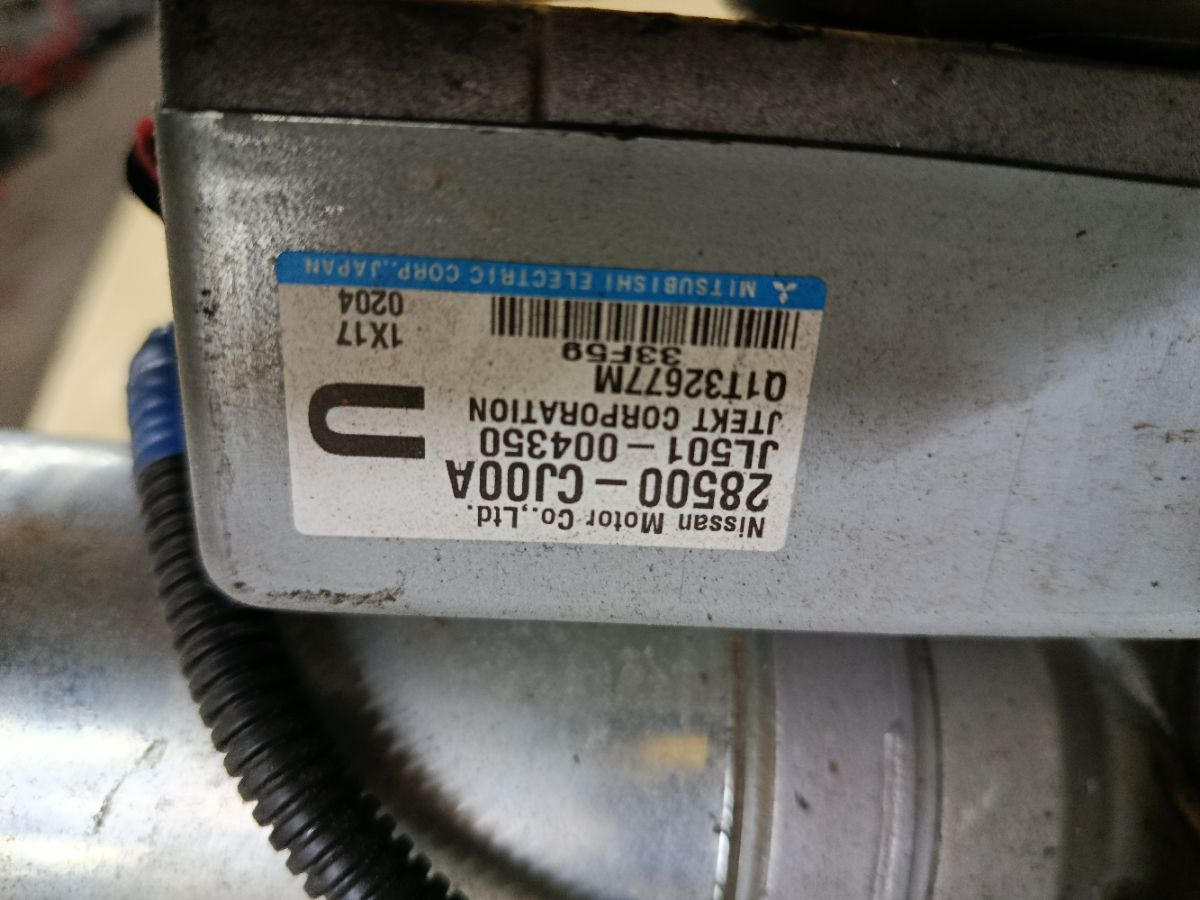 Nissan Motor Co.,Ltd.
28500－CJ00A
JL501－004350
JTEKT CORPORATION
Q1T32677M
33F59
U
1X17
0204
MITSUBISHI ELECTRIC CORP.,JAPAN